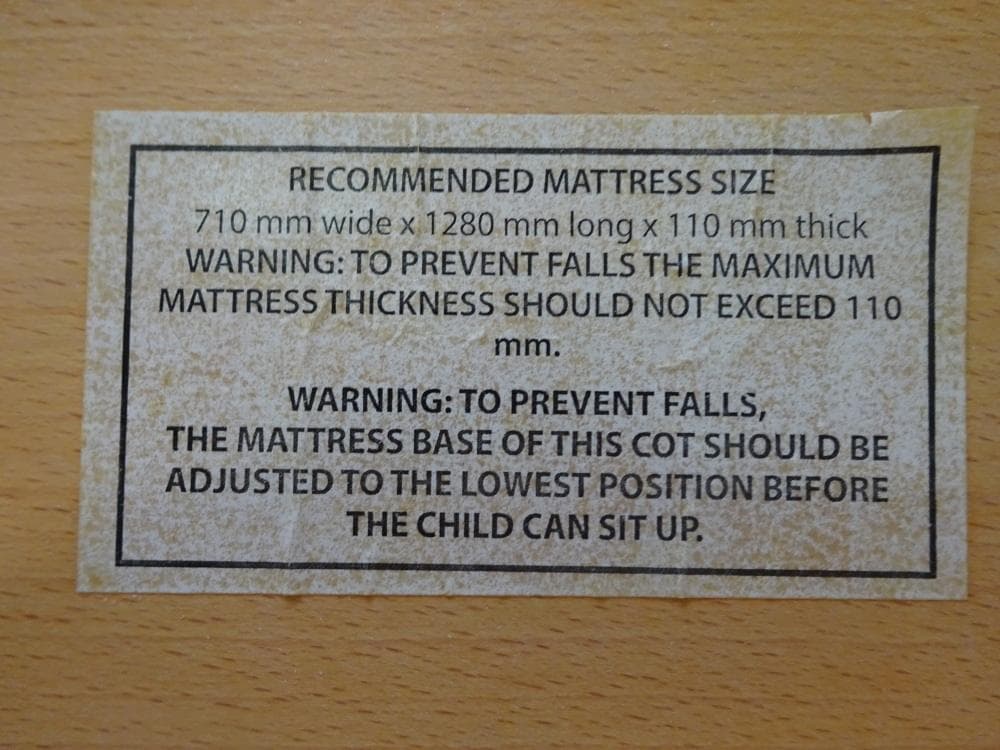 RECOMMENDED MATTRESS SIZE
710 mm wide x 1280 mm long x 110 mm thick
WARNING: TO PREVENT FALLS THE MAXIMUM
MATTRESS THICKNESS SHOULD NOT EXCEED 110
mm.
WARNING: TO PREVENT FALLS,
THE MATTRESS BASE OF THIS COT SHOULD BE
ADJUSTED TO THE LOWEST POSITION BEFORE
THE CHILD CAN SIT UP.